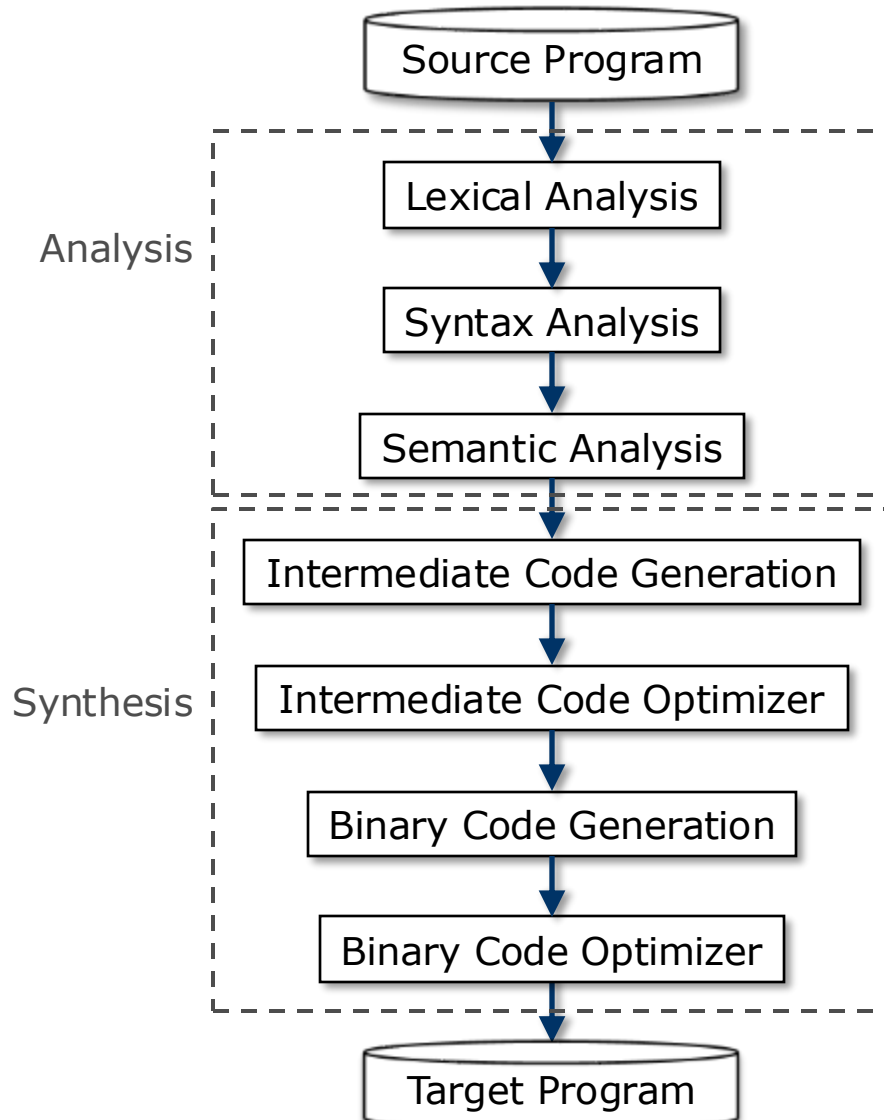 Source Program
Lexical Analysis
Analysis
Syntax Analysis
Semantic Analysis
Intermediate Code Generation
Intermediate Code Optimizer
Synthesis
Binary Code Generation
Binary Code Optimizer
Target Program